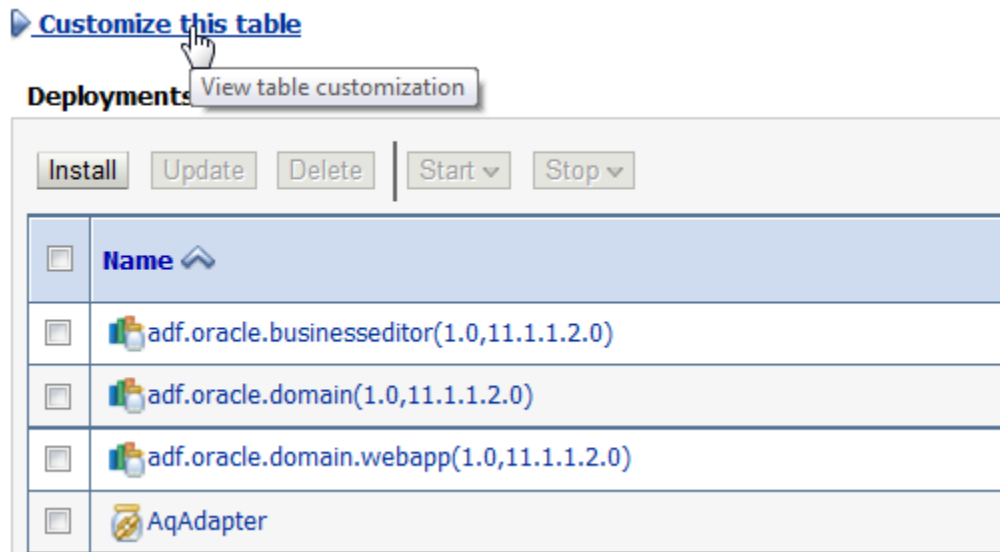 Customize this table
View table customization
Deployments
Install Update Delete Start Stop
Name
adf.oracle.businesseditor(1.0,11.1.1.2.0)
adf.oracle.domain(1.0,11.1.1.2.0)
adf.oracle.domain.webapp(1.0,11.1.1.2.0)
AqAdapter